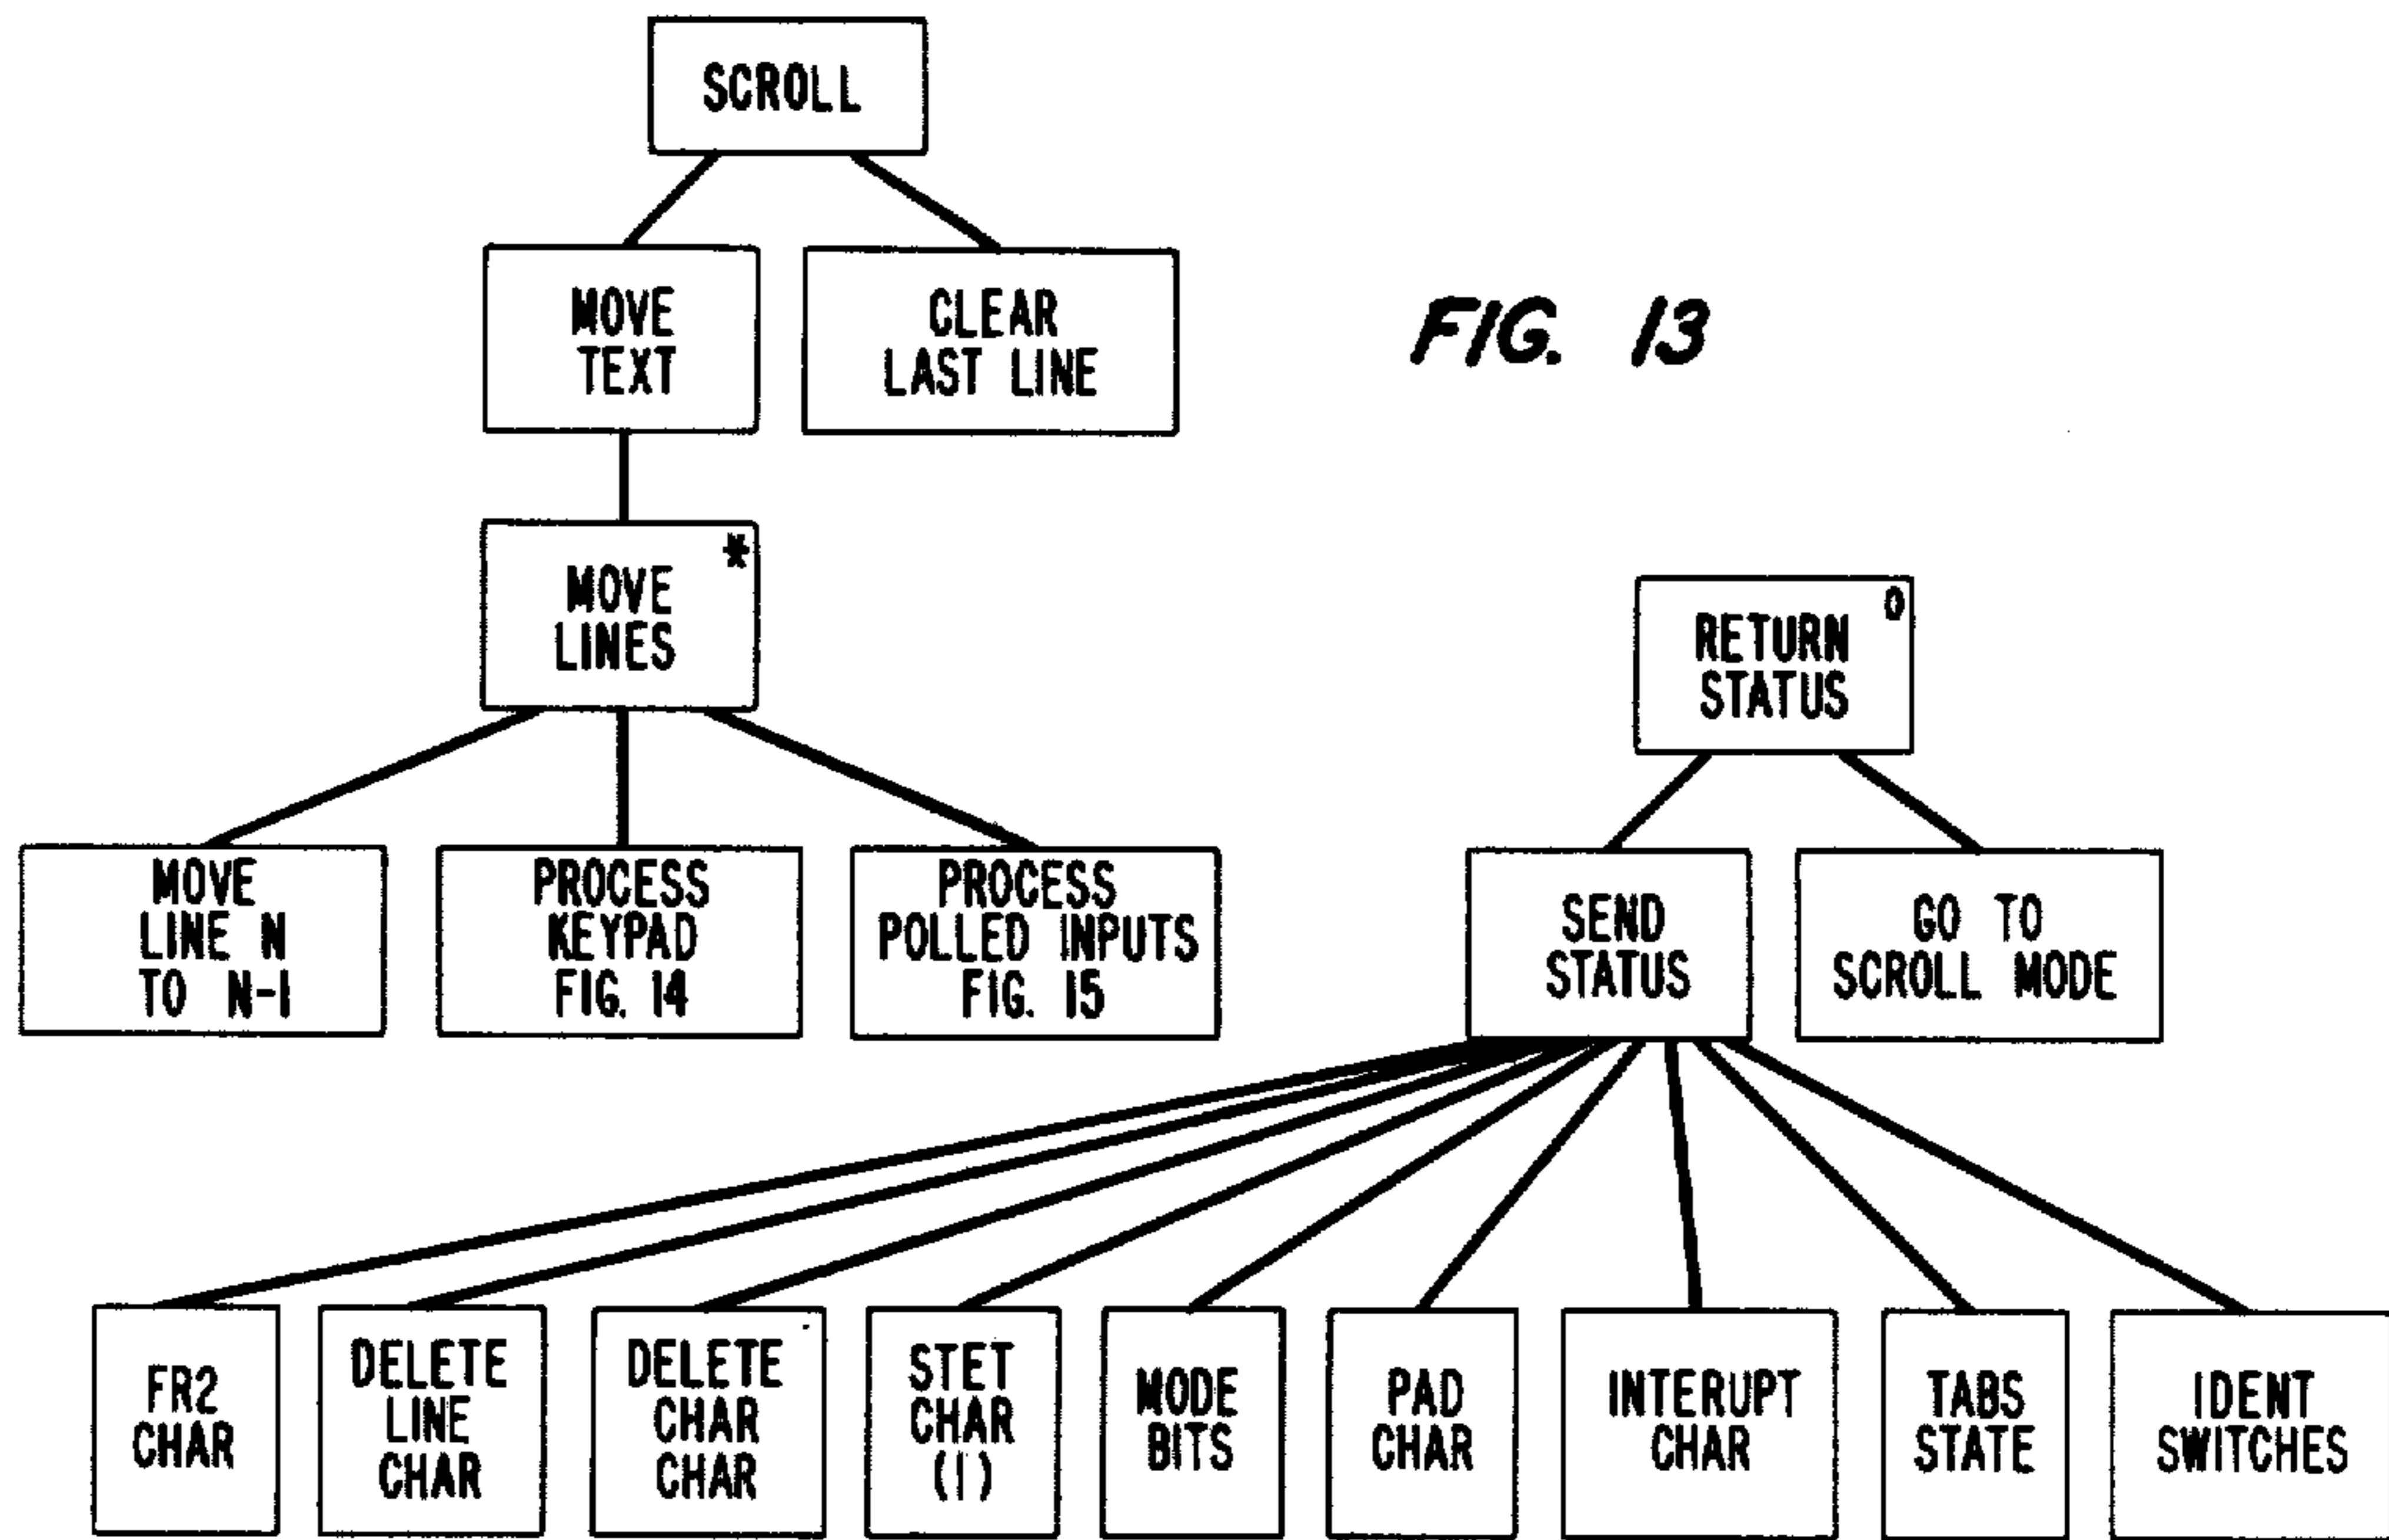 SCROLL
MOVE
TEXT
CLEAR
LAST LINE
FIG. 13
*
MOVE
LINES
O
RETURN
STATUS
MOVE
LINE N
TO N-1
PROCESS
KEYPAD
FIG. 14
PROCESS
POLLED INPUTS
FIG. 15
SEND
STATUS
GO TO
SCROLL MODE
FR2
CHAR
DELETE
LINE
CHAR
DELETE
CHAR
CHAR
STET
CHAR
(|)
MODE
BITS
PAD
CHAR
INTERUPT
CHAR
TABS
STATE
IDENT
SWITCHES